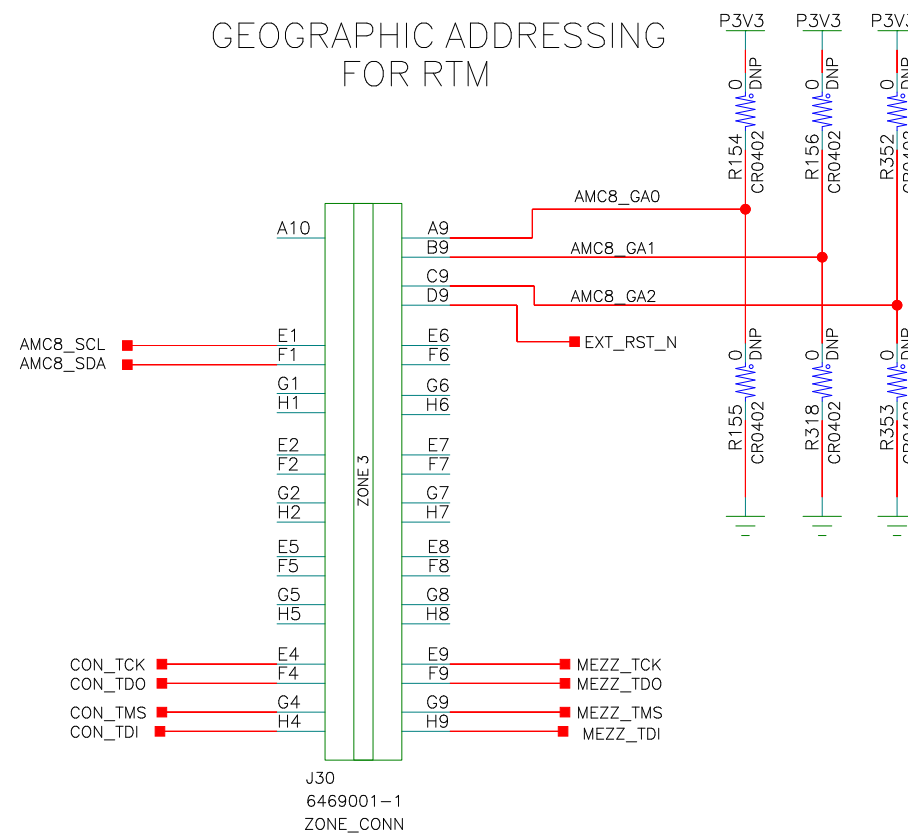 GEOGRAPHIC ADDRESSING
FOR RTM
P3V3
P3V3
P3V3
0
DNP
R154
CR0402
0
DNP
R156
CR0402
0
DNP
R352
CR0402
A10
A9
AMC8_GA0
B9
AMC8_GA1
C9
AMC8_GA2
D9
EXT_RST_N
AMC8_SCL
E1
E6
AMC8_SDA
F1
F6
G1
G6
H1
H6
0
DNP
R155
CR0402
0
DNP
R318
CR0402
0
DNP
R353
CR0402
E2
E7
F2
F7
ZONE 3
G2
G7
H2
H7
E5
E8
F5
F8
G5
G8
H5
H8
CON_TCK
E4
E9
MEZZ_TCK
CON_TDO
F4
F9
MEZZ_TDO
CON_TMS
G4
G9
MEZZ_TMS
CON_TDI
H4
H9
MEZZ_TDI
J30
6469001-1
ZONE_CONN